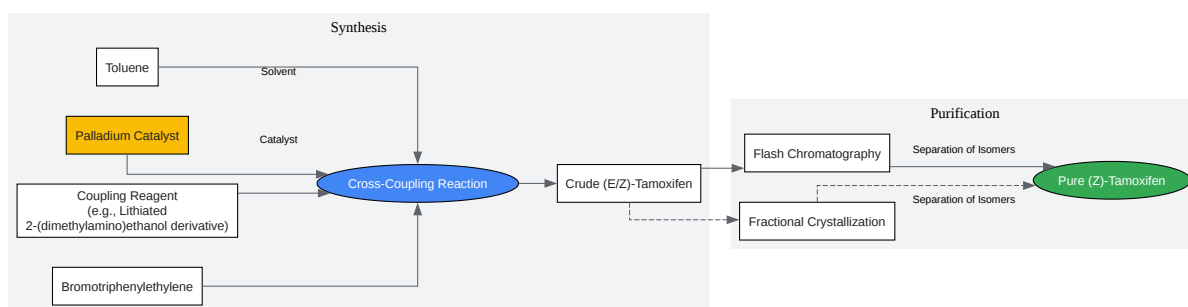 Synthesis
Toluene
Solvent
Palladium Catalyst
Catalyst
Coupling Reagent
(e.g., Lithiated
2-(dimethylamino)ethanol derivative)
Bromotriphenylethylene
Cross-Coupling Reaction
Crude (E/Z)-Tamoxifen
Purification
Flash Chromatography
Separation of Isomers
Fractional Crystallization
Separation of Isomers
Pure (Z)-Tamoxifen